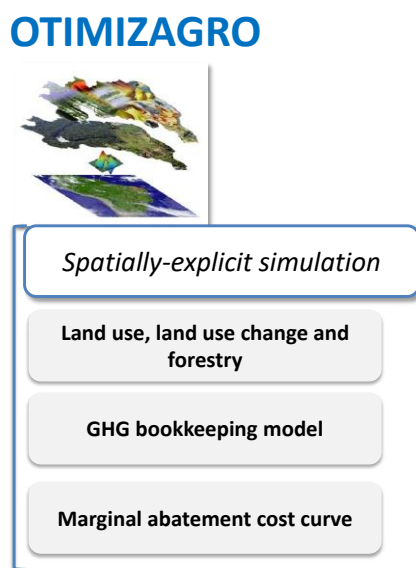 OTIMIZAGRO
Spatially-explicit simulation
Land use, land use change and
forestry
GHG bookkeeping model
Marginal abatement cost curve